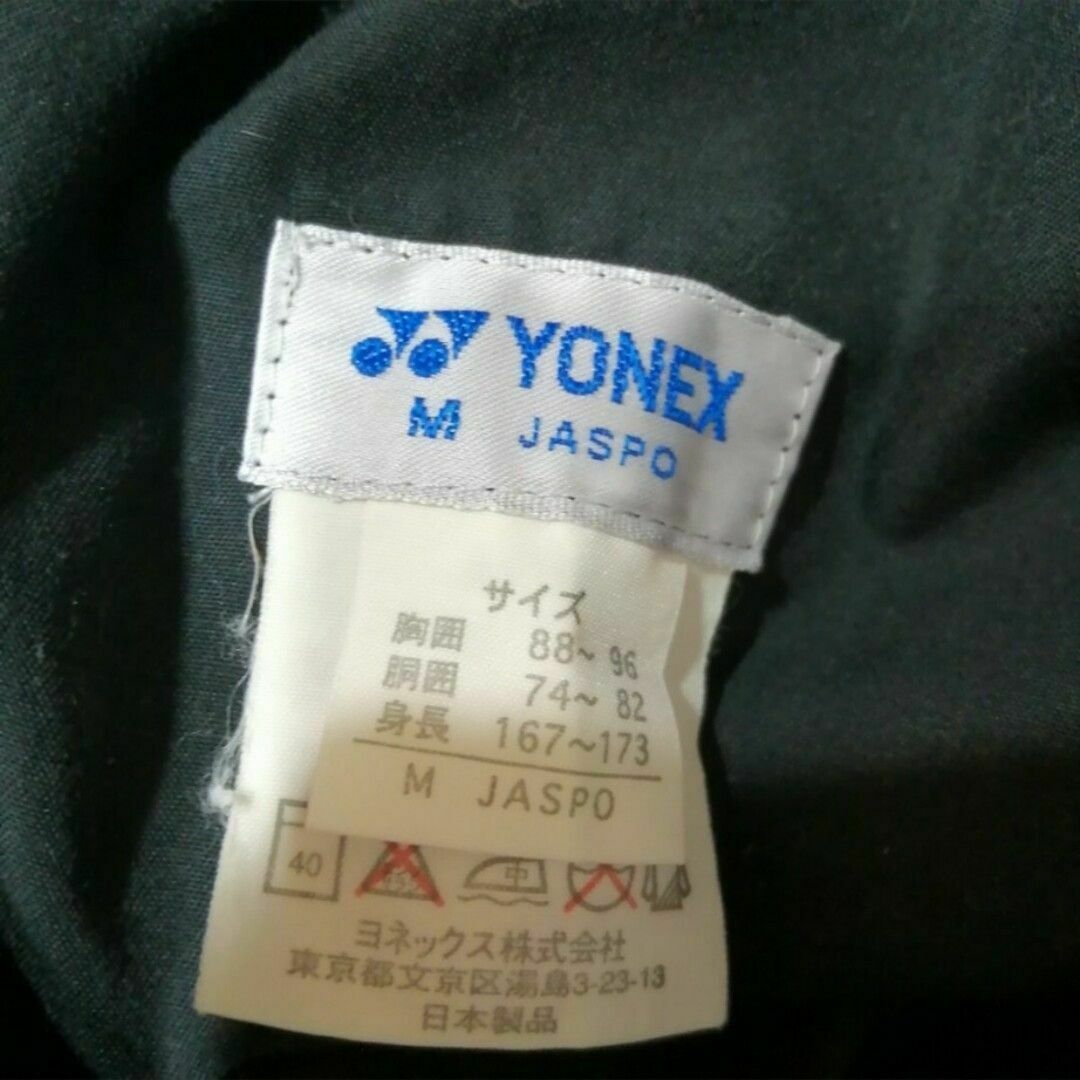 YONEX
M JASPO
サイズ
胸囲 88~96
胴囲 74~82
身長 167~173
M JASPO
40 中
ヨネックス株式会社
東京都文京区湯島3-23-13
日本製品